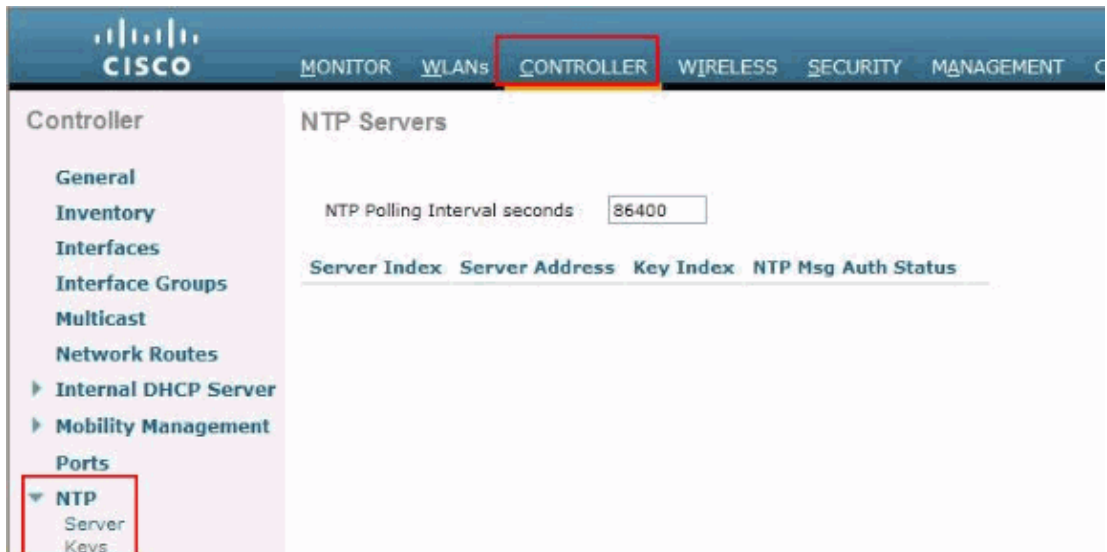 CISCO
MONITOR WLANs CONTROLLER WIRELESS SECURITY MANAGEMENT C
Controller
General
Inventory
Interfaces
Interface Groups
Multicast
Network Routes
Internal DHCP Server
Mobility Management
Ports
NTP
Server
Keys
NTP Servers
NTP Polling Interval seconds 86400
Server Index Server Address Key Index NTP Msg Auth Status